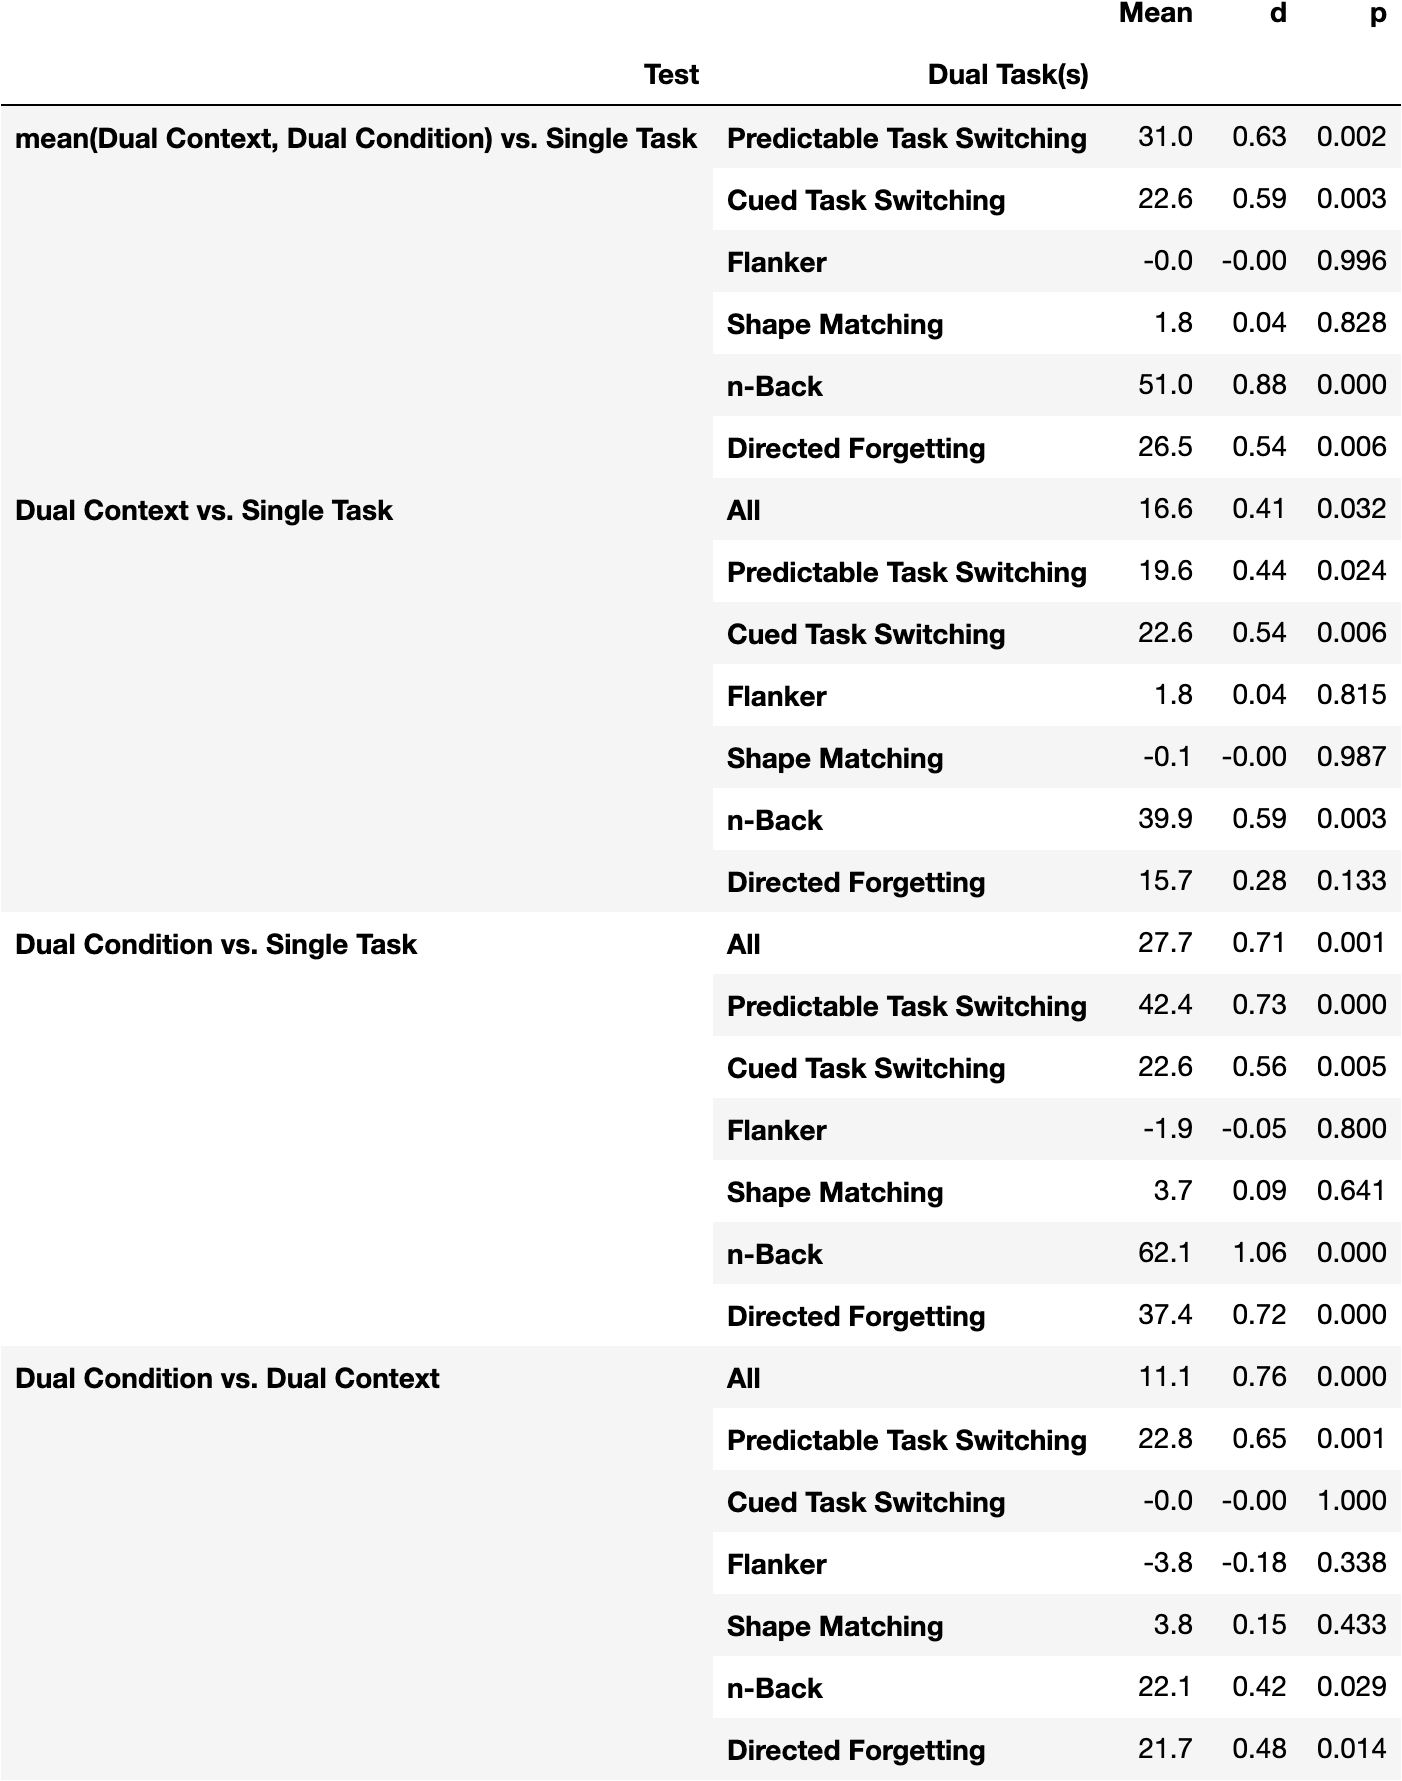 Mean d p
Test Dual Task(s)
mean(Dual Context, Dual Condition) vs. Single Task Predictable Task Switching 31.0 0.63 0.002
Cued Task Switching 22.6 0.59 0.003
Flanker -0.0 -0.00 0.996
Shape Matching 1.8 0.04 0.828
n-Back 51.0 0.88 0.000
Directed Forgetting 26.5 0.54 0.006
Dual Context vs. Single Task All 16.6 0.41 0.032
Predictable Task Switching 19.6 0.44 0.024
Cued Task Switching 22.6 0.54 0.006
Flanker 1.8 0.04 0.815
Shape Matching -0.1 -0.00 0.987
n-Back 39.9 0.59 0.003
Directed Forgetting 15.7 0.28 0.133
Dual Condition vs. Single Task All 27.7 0.71 0.001
Predictable Task Switching 42.4 0.73 0.000
Cued Task Switching 22.6 0.56 0.005
Flanker -1.9 -0.05 0.800
Shape Matching 3.7 0.09 0.641
n-Back 62.1 1.06 0.000
Directed Forgetting 37.4 0.72 0.000
Dual Condition vs. Dual Context All 11.1 0.76 0.000
Predictable Task Switching 22.8 0.65 0.001
Cued Task Switching -0.0 -0.00 1.000
Flanker -3.8 -0.18 0.338
Shape Matching 3.8 0.15 0.433
n-Back 22.1 0.42 0.029
Directed Forgetting 21.7 0.48 0.014